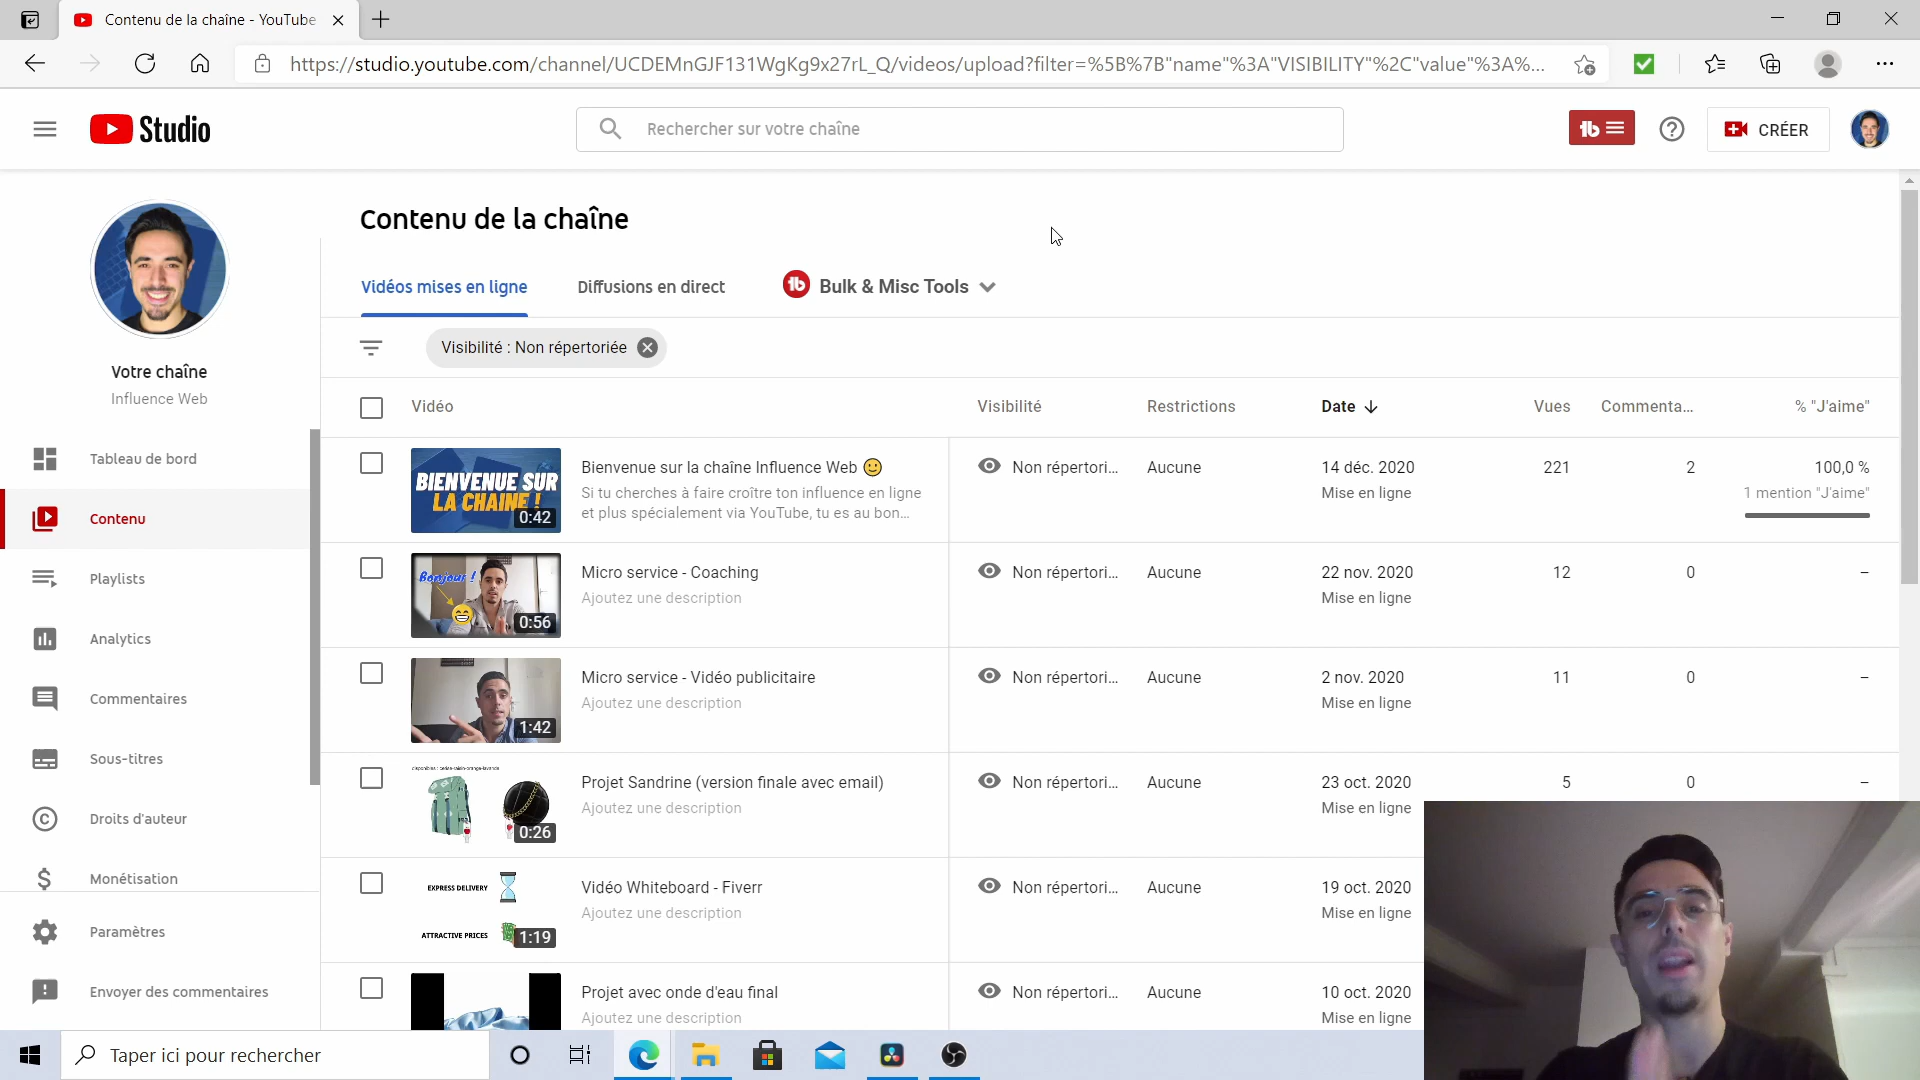 Contenu de la chaîne - YouTube
https://studio.youtube.com/channel/UCDEMnGJF131WgKg9x27rL_Q/videos/upload?filter=%5B%7B"name"%3A"VISIBILITY"%2C"value"%3A%...
Studio
Rechercher sur votre chaîne
CRÉER
Votre chaîne
Influence Web
Tableau de bord
Contenu
Playlists
Analytics
Commentaires
Sous-titres
Droits d'auteur
Monétisation
Paramètres
Envoyer des commentaires
Contenu de la chaîne
Vidéos mises en ligne
Diffusions en direct
Bulk & Misc Tools
Visibilité : Non répertoriée
Vidéo Visibilité Restrictions Date Vues Commenta... % "J'aime"
BIENVENUE SUR
LA CHAINE !
0:42
Bienvenue sur la chaîne Influence Web
Si tu cherches à faire croître ton influence en ligne
et plus spécialement via YouTube, tu es au bon...
Non répertori... Aucune 14 déc. 2020 221 2 100,0 %
Mise en ligne
1 mention "J'aime"
Bonjour !
0:56
Micro service - Coaching
Ajoutez une description
Non répertori... Aucune 22 nov. 2020 12 0 –
Mise en ligne
1:42
Micro service - Vidéo publicitaire
Ajoutez une description
Non répertori... Aucune 2 nov. 2020 11 0 –
Mise en ligne
0:26
Projet Sandrine (version finale avec email)
Ajoutez une description
Non répertori... Aucune 23 oct. 2020 5 0 –
Mise en ligne
EXPRESS DELIVERY
ATTRACTIVE PRICES
1:19
Vidéo Whiteboard - Fiverr
Ajoutez une description
Non répertori... Aucune 19 oct. 2020
Mise en ligne
Projet avec onde d'eau final
Ajoutez une description
Non répertori... Aucune 10 oct. 2020
Mise en ligne
Taper ici pour rechercher